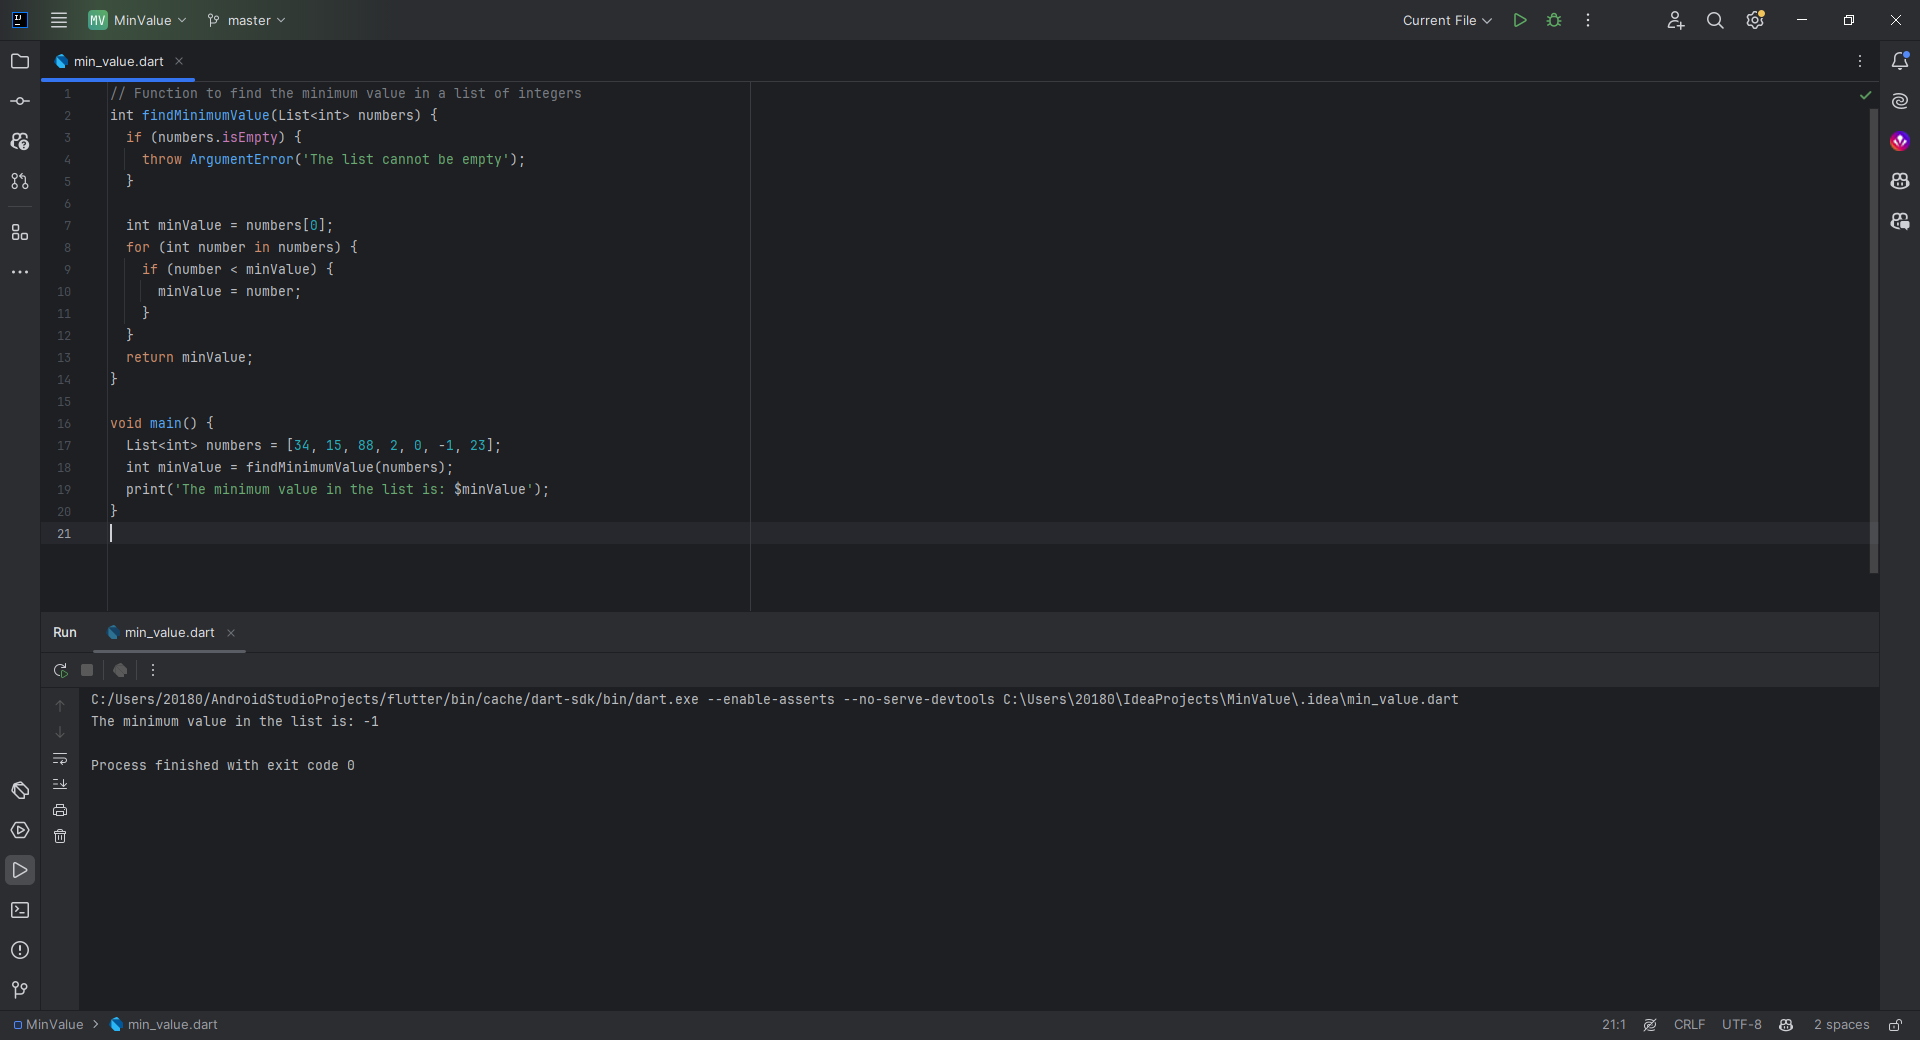 MV MinValue master Current File
min_value.dart
1 // Function to find the minimum value in a list of integers
2 int findMinimumValue(List<int> numbers) {
3   if (numbers.isEmpty) {
4     throw ArgumentError('The list cannot be empty');
5   }
6
7   int minValue = numbers[0];
8   for (int number in numbers) {
9     if (number < minValue) {
10       minValue = number;
11     }
12   }
13   return minValue;
14 }
15
16 void main() {
17   List<int> numbers = [34, 15, 88, 2, 0, -1, 23];
18   int minValue = findMinimumValue(numbers);
19   print('The minimum value in the list is: $minValue');
20 }
21
Run min_value.dart
C:/Users/20180/AndroidStudioProjects/flutter/bin/cache/dart-sdk/bin/dart.exe --enable-asserts --no-serve-devtools C:\Users\20180\IdeaProjects\MinValue\.idea\min_value.dart
The minimum value in the list is: -1
Process finished with exit code 0
MinValue > min_value.dart 21:1 CRLF UTF-8 2 spaces